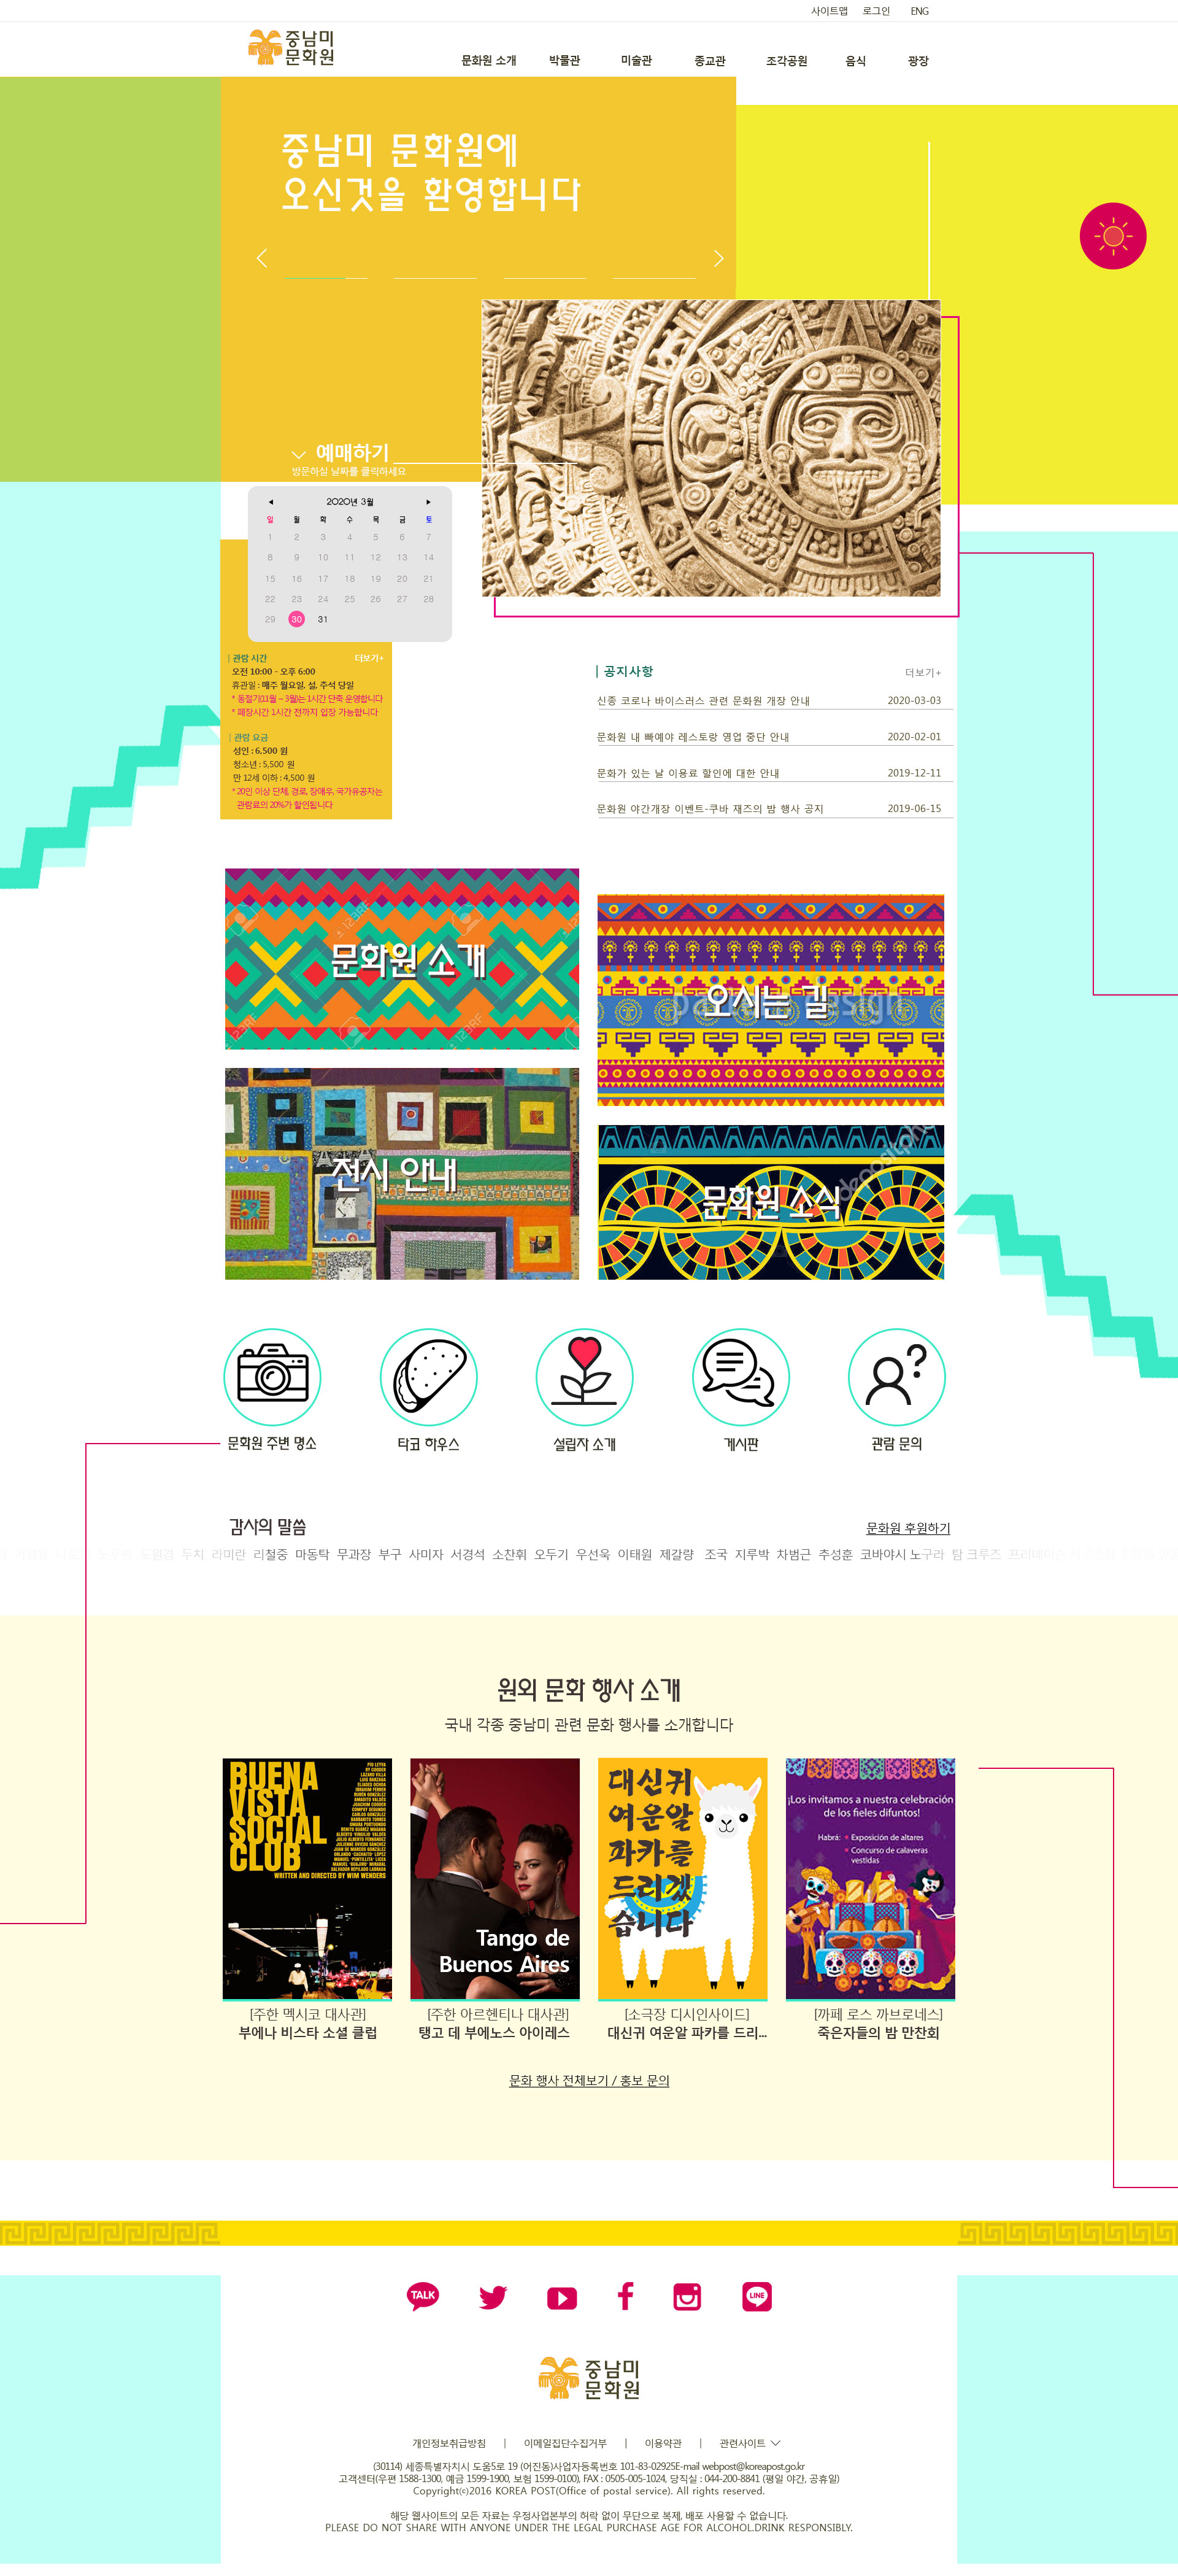 사이트맵 로그인 ENG
중남미
문화원
문화원 소개 박물관 미술관 종교관 조각공원 음식 광장
중남미 문화원에
오신것을 환영합니다
예매하기
방문하실 날짜를 클릭하세요
2020년 3월
일 월 화 수 목 금 토
1 2 3 4 5 6 7
8 9 10 11 12 13 14
15 16 17 18 19 20 21
22 23 24 25 26 27 28
29 30 31
관람 시간 더보기+
오전 10:00 - 오후 6:00
휴관일 : 매주 월요일, 설, 추석 당일
* 동절기(11월 ~ 3월)는 1시간 단축 운영합니다
* 폐장시간 1시간 전까지 입장 가능합니다
관람 요금
성인 : 6,500 원
청소년 : 5,500 원
만 12세 이하 : 4,500 원
* 20인 이상 단체, 경로, 장애우, 국가유공자는
관람료의 20%가 할인됩니다
공지사항 더보기+
신종 코로나 바이스러스 관련 문화원 개장 안내 2020-03-03
문화원 내 빠예야 레스토랑 영업 중단 안내 2020-02-01
문화가 있는 날 이용료 할인에 대한 안내 2019-12-11
문화원 야간개장 이벤트-쿠바 재즈의 밤 행사 공지 2019-06-15
문화원 소개
123RF
오시는 길
전시 안내
문화원 소식
문화원 주변 명소 타코 하우스 설립자 소개 게시판 관람 문의
감사의 말씀 문화원 후원하기
두치 라미란 리철중 마동탁 무과장 부구 사미자 서경석 소찬휘 오두기 우선욱 이태원 제갈량 조국 지루박 차범근 추성훈 코바야시 노구라 탐 크루즈
원외 문화 행사 소개
국내 각종 중남미 관련 문화 행사를 소개합니다
BUENA
VISTA
SOCIAL
CLUB
WRITTEN AND DIRECTED BY WIM WENDERS
Tango de
Buenos Aires
대신귀
여운알
파카를
드리겠
습니다
¡Los invitamos a nuestra celebración
de los fieles difuntos!
Habrá: Exposición de altares
Concurso de calaveras
vestidas
[주한 멕시코 대사관] [주한 아르헨티나 대사관] [소극장 디시인사이드] [까페 로스 까브로네스]
부에나 비스타 소셜 클럽 탱고 데 부에노스 아이레스 대신귀 여운알 파카를 드리... 죽은자들의 밤 만찬회
문화 행사 전체보기 / 홍보 문의
TALK LINE
중남미
문화원
개인정보취급방침 | 이메일집단수집거부 | 이용약관 | 관련사이트
(30114) 세종특별자치시 도움5로 19 (어진동)사업자등록번호 101-83-02925E-mail webpost@koreapost.go.kr
고객센터(우편 1588-1300, 예금 1599-1900, 보험 1599-0100), FAX : 0505-005-1024, 당직실 : 044-200-8841 (평일 야간, 공휴일)
Copyright(c)2016 KOREA POST(Office of postal service). All rights reserved.
해당 웹사이트의 모든 자료는 우정사업본부의 허락 없이 무단으로 복제, 배포 사용할 수 없습니다.
PLEASE DO NOT SHARE WITH ANYONE UNDER THE LEGAL PURCHASE AGE FOR ALCOHOL.DRINK RESPONSIBLY.